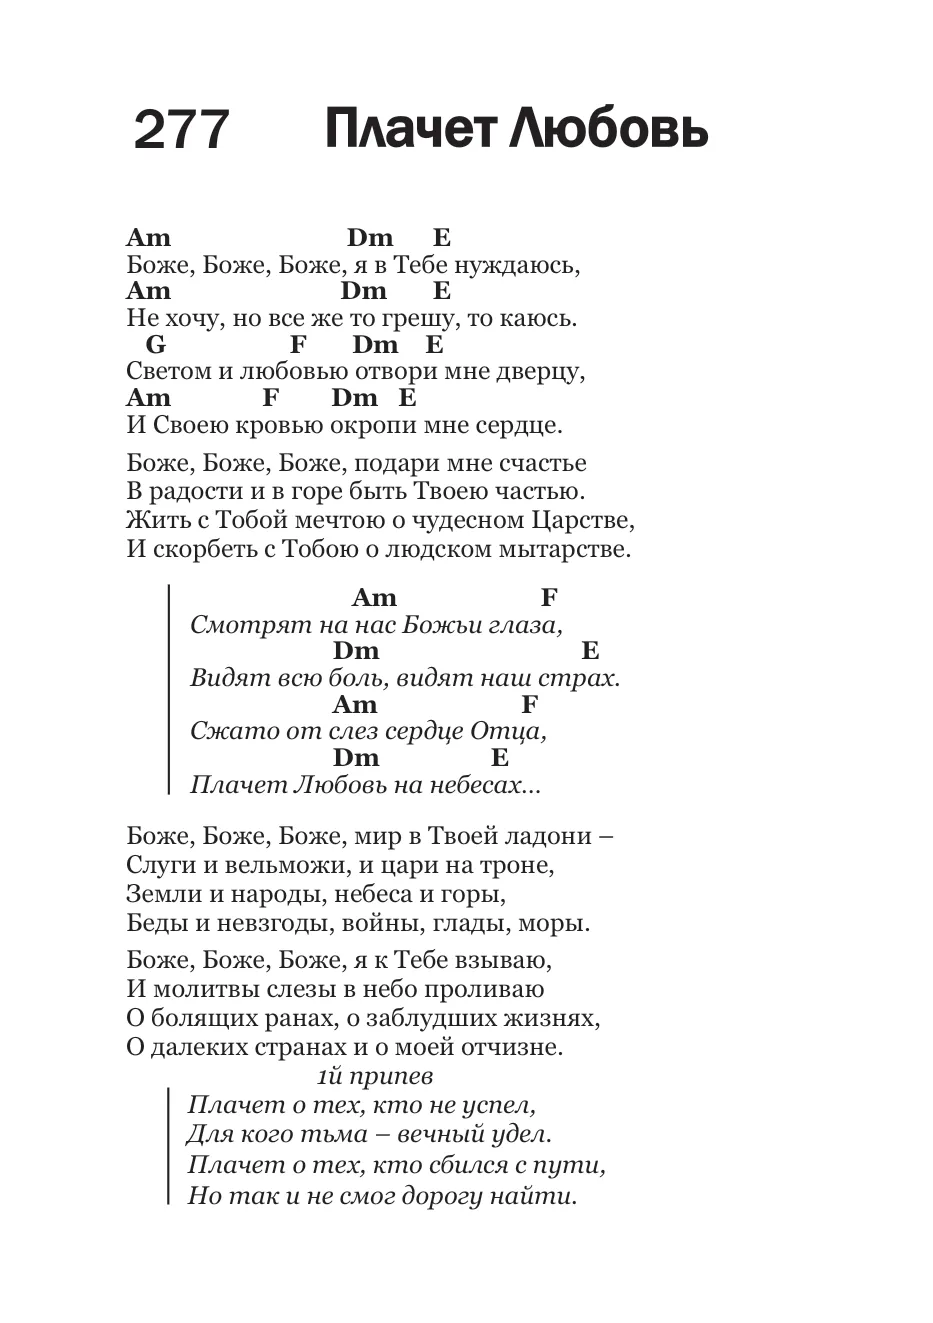 277 Плачет Любовь
Am Dm E
Боже, Боже, Боже, я в Тебе нуждаюсь,
Am Dm E
Не хочу, но все же то грешу, то каюсь.
G F Dm E
Светом и любовью отвори мне дверцу,
Am F Dm E
И Своею кровью окропи мне сердце.
Боже, Боже, Боже, подари мне счастье
В радости и в горе быть Твоею частью.
Жить с Тобой мечтою о чудесном Царстве,
И скорбеть с Тобою о людском мытарстве.
Am F
Смотрят на нас Божьи глаза,
Dm E
Видят всю боль, видят наш страх.
Am F
Сжато от слез сердце Отца,
Dm E
Плачет Любовь на небесах...
Боже, Боже, Боже, мир в Твоей ладони –
Слуги и вельможи, и цари на троне,
Земли и народы, небеса и горы,
Беды и невзгоды, войны, глады, моры.
Боже, Боже, Боже, я к Тебе взываю,
И молитвы слезы в небо проливаю
О болящих ранах, о заблудших жизнях,
О далеких странах и о моей отчизне.
1й припев
Плачет о тех, кто не успел,
Для кого тьма – вечный удел.
Плачет о тех, кто сбился с пути,
Но так и не смог дорогу найти.